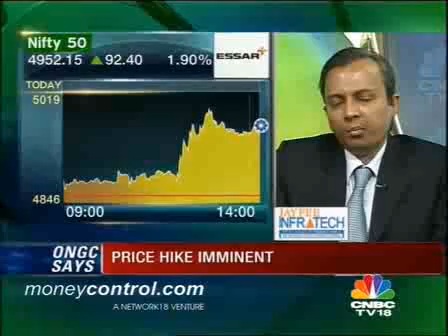 Nifty 50
4952.15 ▲ 92.40 1.90%
ESSAR
TODAY
5019
4846
09:00 14:00
JAYPEE
INFRATECH
ONGC
SAYS
PRICE HIKE IMMINENT
moneycontrol.com
A NETWORK18 VENTURE
CNBC
TV18